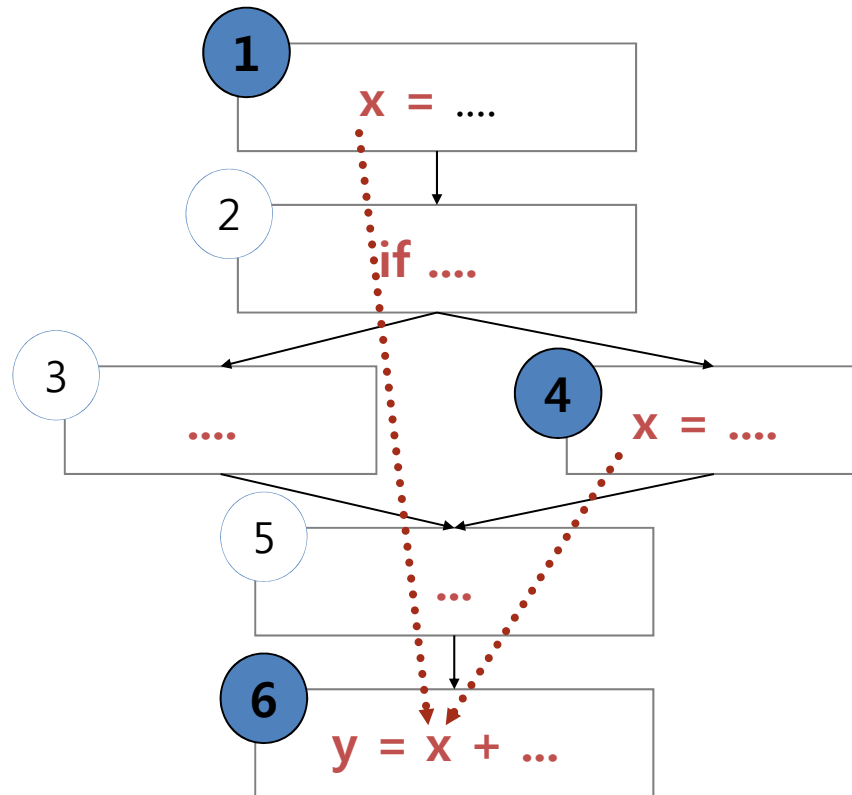 1
x = ....
2
if ....
3
....
4
x = ....
5
...
6
y = x + ...